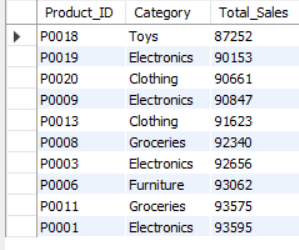 Product_ID Category Total_Sales
P0018 Toys 87252
P0019 Electronics 90153
P0020 Clothing 90661
P0009 Electronics 90847
P0013 Clothing 91623
P0008 Groceries 92340
P0003 Electronics 92656
P0006 Furniture 93062
P0011 Groceries 93575
P0001 Electronics 93595